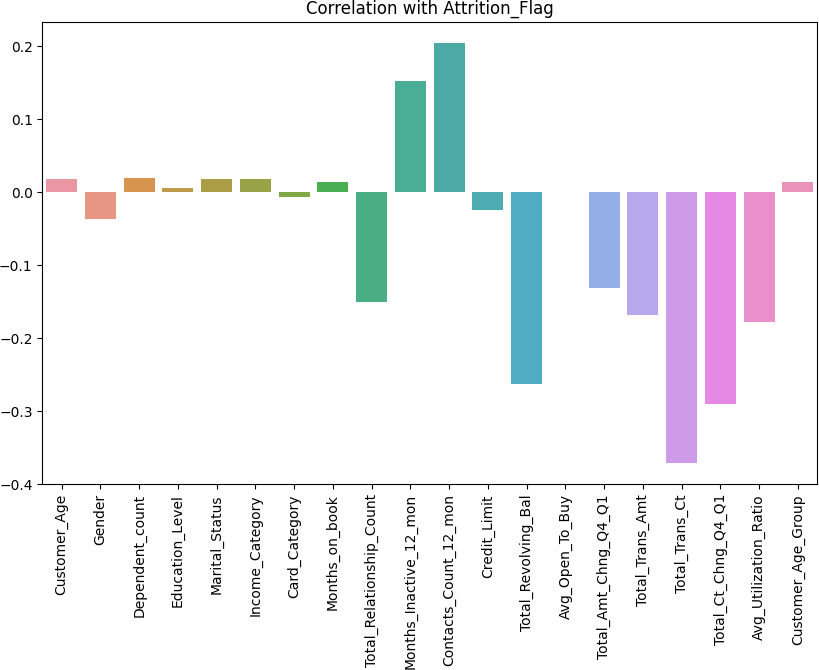 Correlation with Attrition_Flag
0.2
0.1
0.0
−0.1
−0.2
−0.3
−0.4
Customer_Age
Gender
Dependent_count
Education_Level
Marital_Status
Income_Category
Card_Category
Months_on_book
Total_Relationship_Count
Months_Inactive_12_mon
Contacts_Count_12_mon
Credit_Limit
Total_Revolving_Bal
Avg_Open_To_Buy
Total_Amt_Chng_Q4_Q1
Total_Trans_Amt
Total_Trans_Ct
Total_Ct_Chng_Q4_Q1
Avg_Utilization_Ratio
Customer_Age_Group